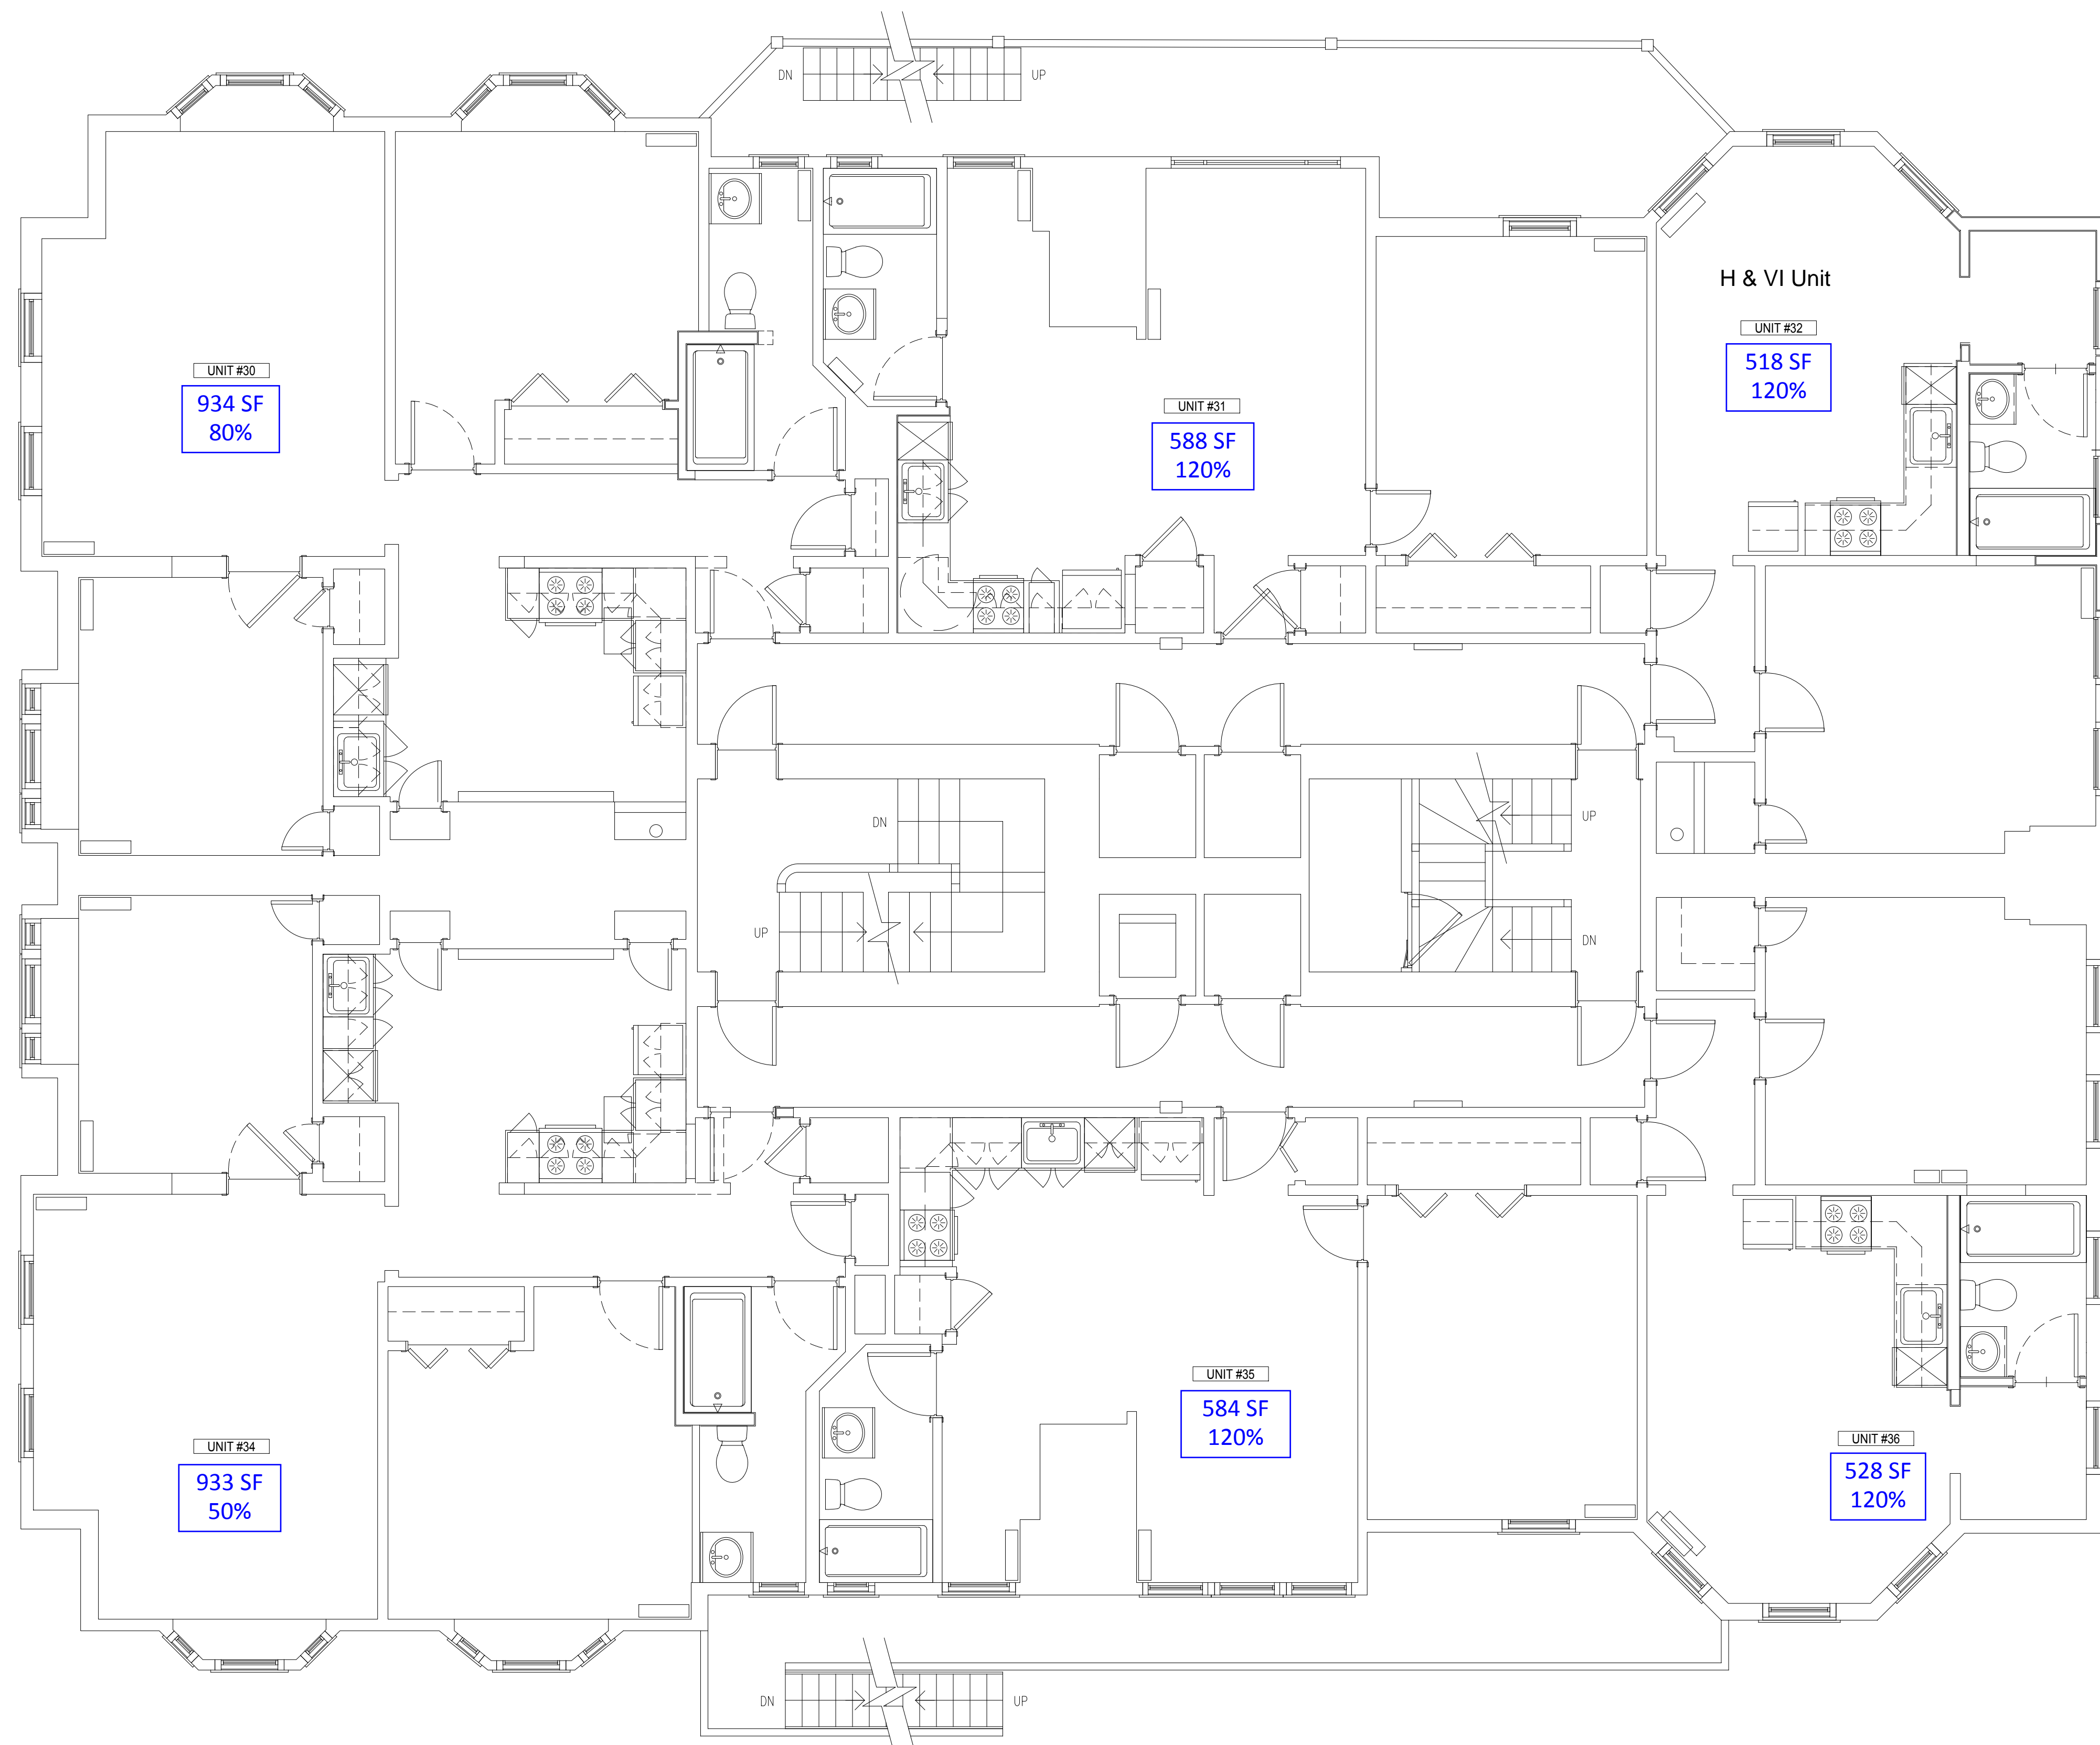 DN
UP
H & VI Unit
UNIT #32
518 SF
120%
UNIT #30
934 SF
80%
UNIT #31
588 SF
120%
DN
UP
UP
DN
UNIT #35
584 SF
120%
UNIT #34
933 SF
50%
UNIT #36
528 SF
120%
DN
UP